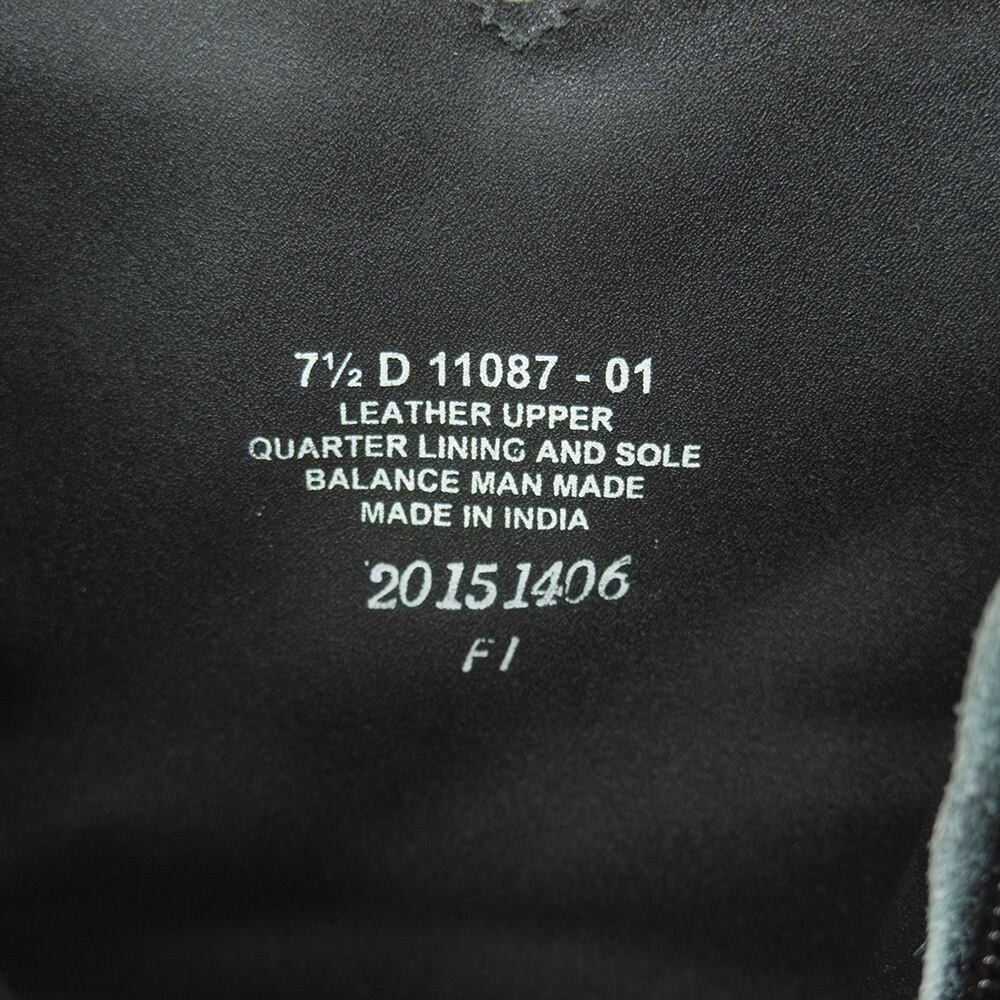 7½ D 11087 - 01
LEATHER UPPER
QUARTER LINING AND SOLE
BALANCE MAN MADE
MADE IN INDIA
20151406
F1